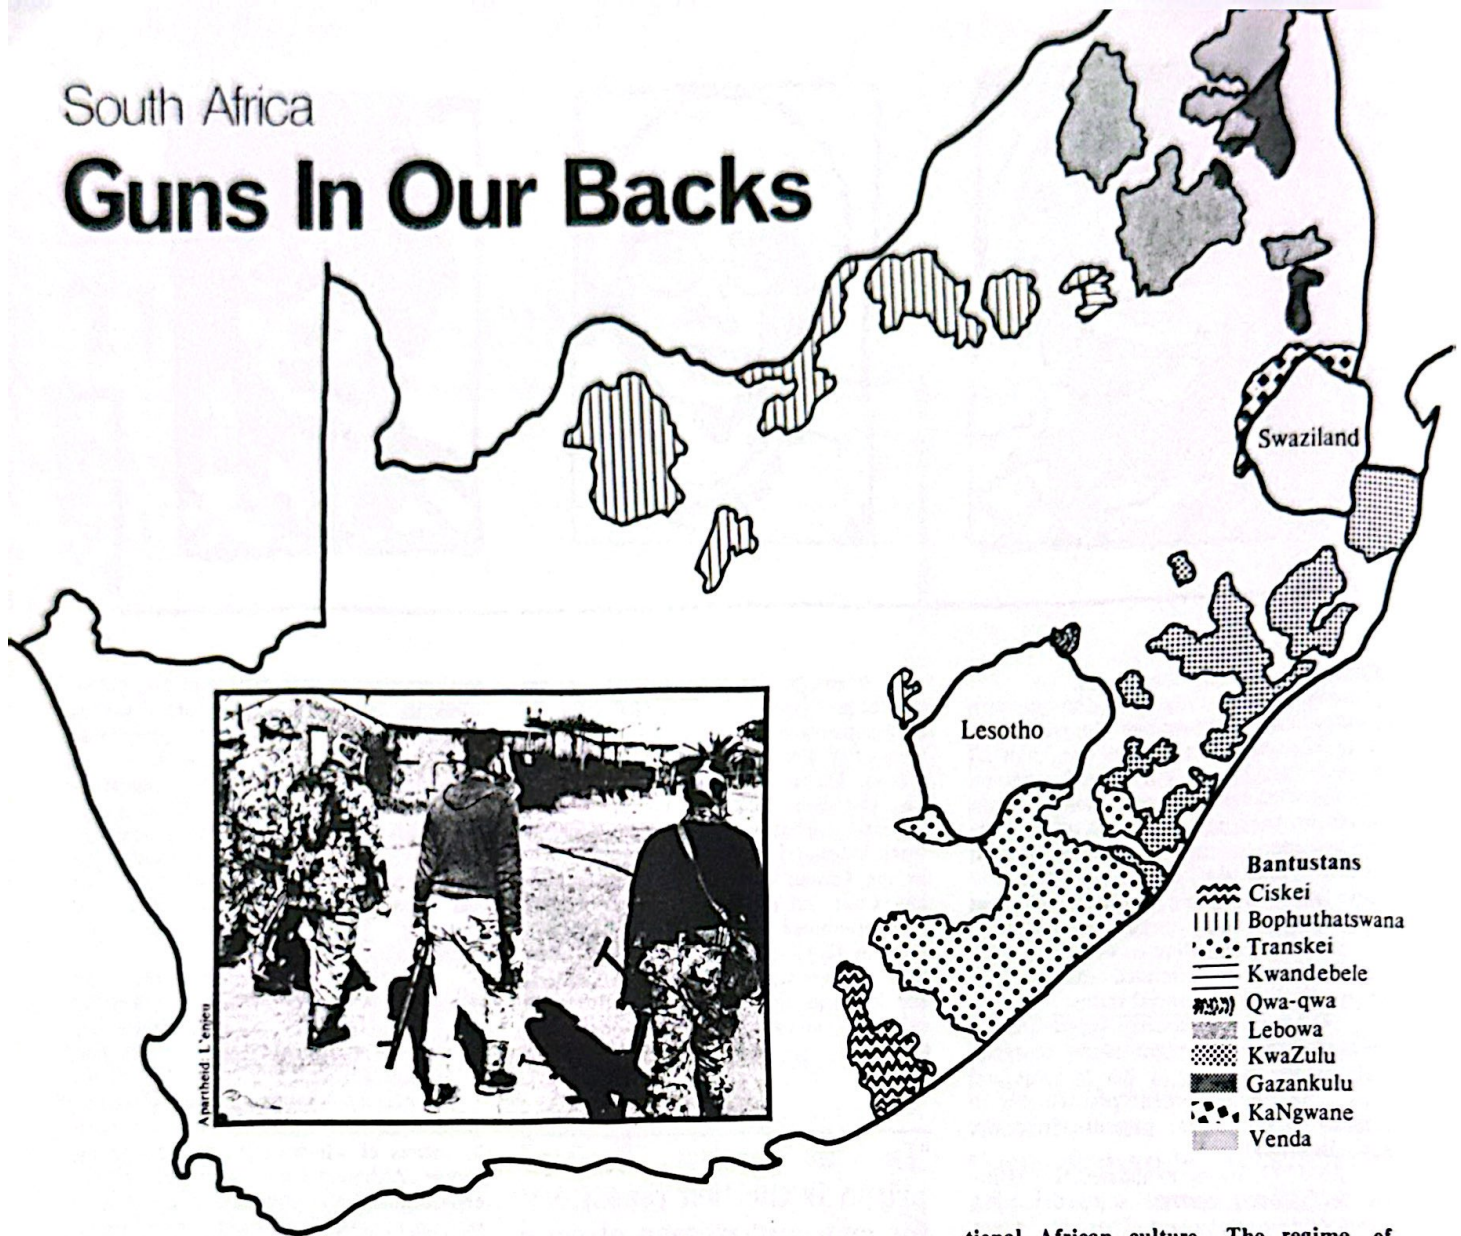 South Africa
Guns In Our Backs
Swaziland
Lesotho
Bantustans
Ciskei
Bophuthatswana
Transkei
Kwandebele
Qwa-qwa
Lebowa
KwaZulu
Gazankulu
KaNgwane
Venda
Apartheid L'enjeu
tional African culture. The regime, of